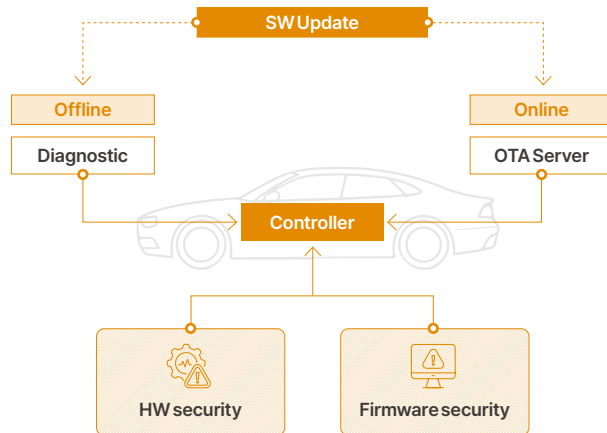 SW Update
Offline
Online
Diagnostic
OTA Server
Controller
HW security
Firmware security